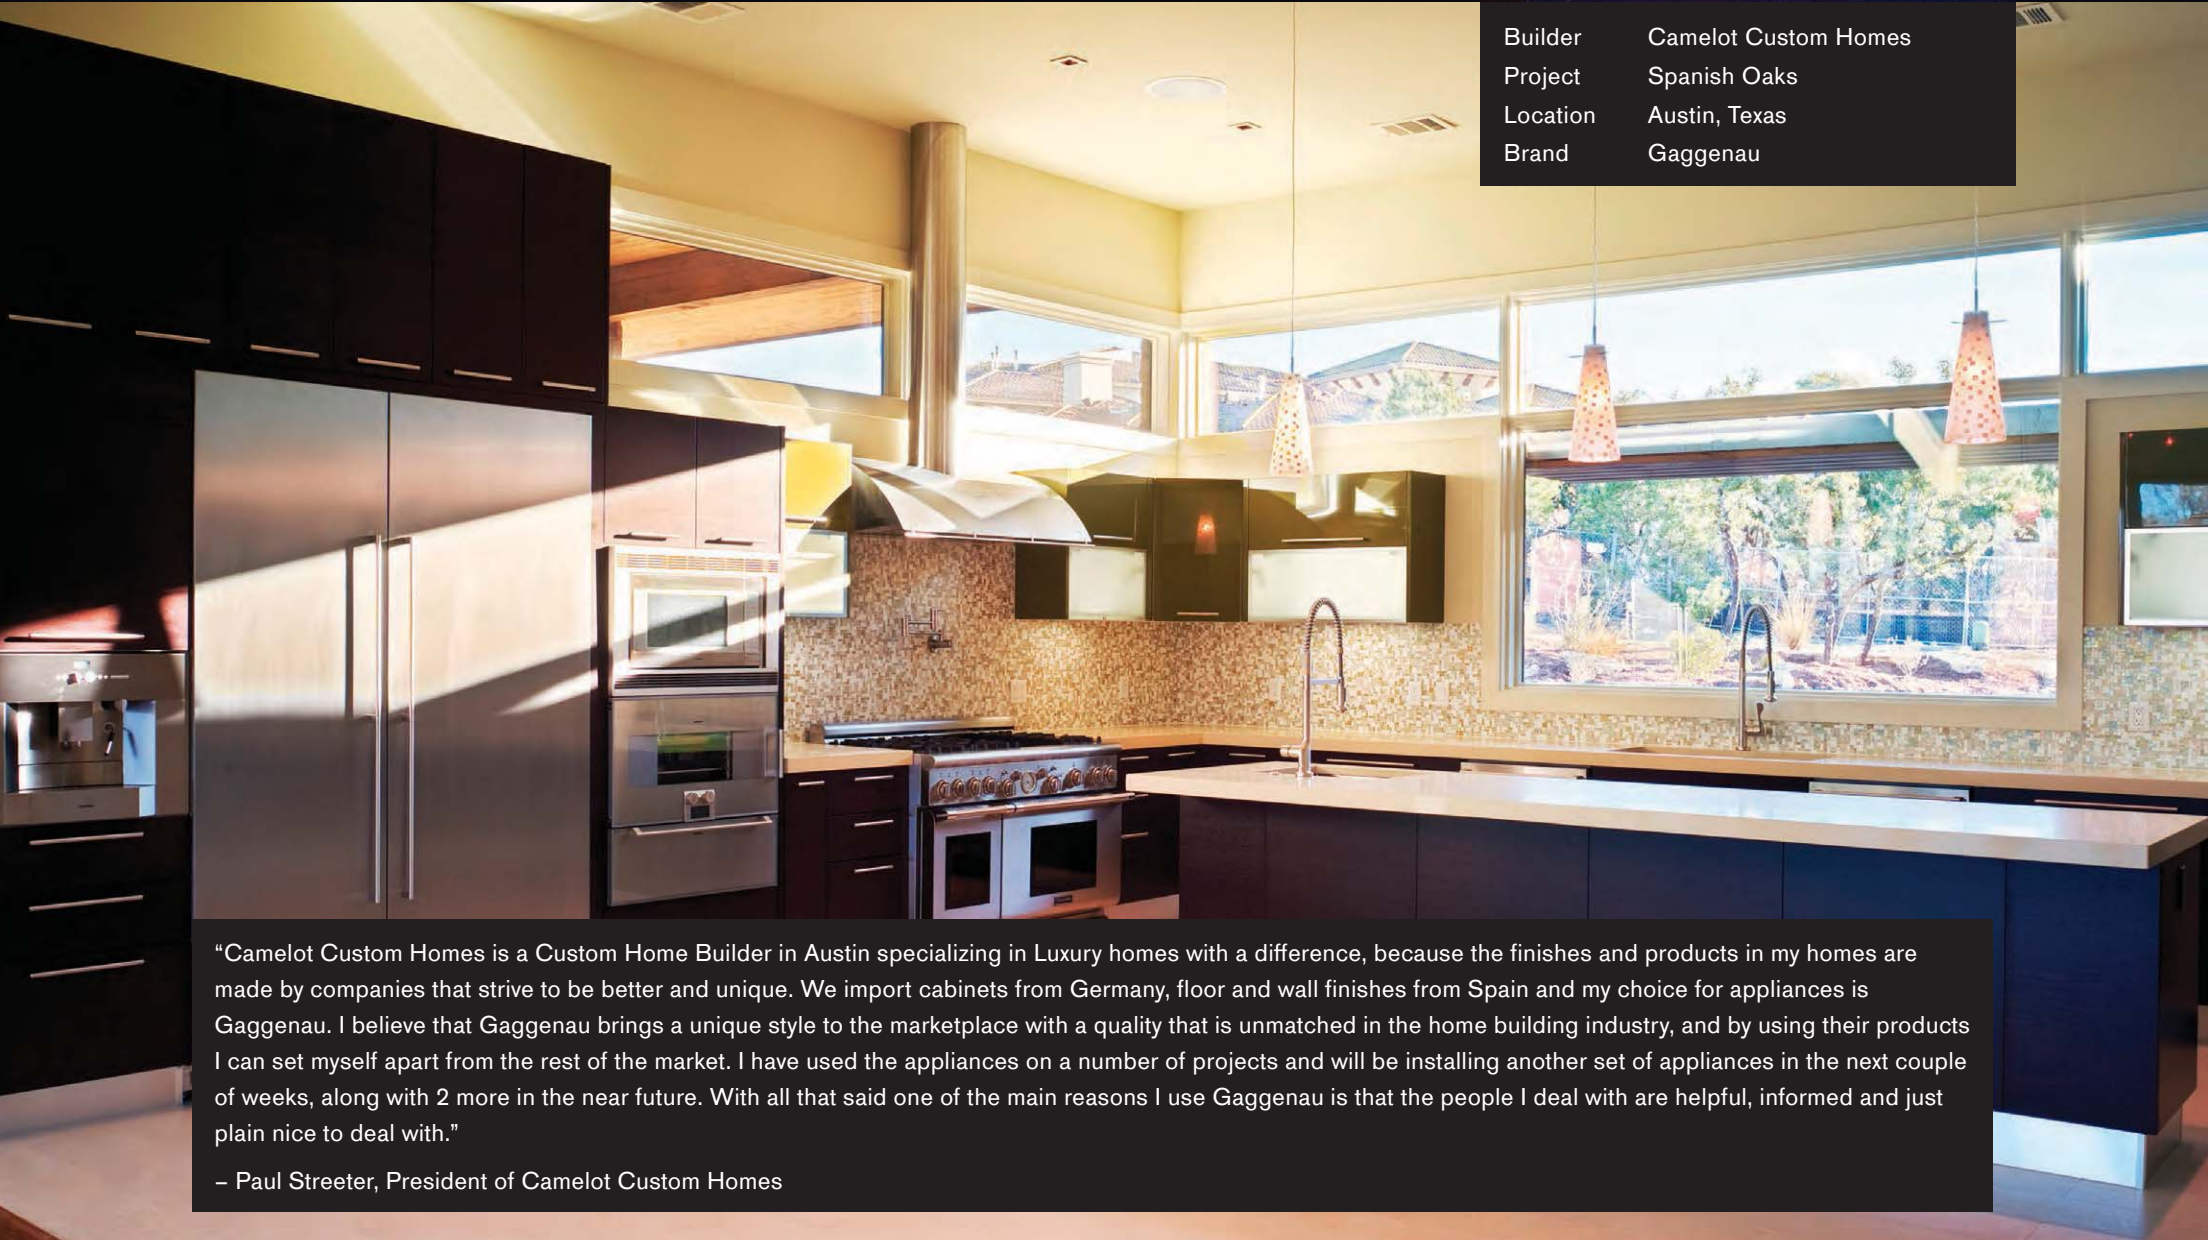 Builder Camelot Custom Homes
Project Spanish Oaks
Location Austin, Texas
Brand Gaggenau
“Camelot Custom Homes is a Custom Home Builder in Austin specializing in Luxury homes with a difference, because the finishes and products in my homes are
made by companies that strive to be better and unique. We import cabinets from Germany, floor and wall finishes from Spain and my choice for appliances is
Gaggenau. I believe that Gaggenau brings a unique style to the marketplace with a quality that is unmatched in the home building industry, and by using their products
I can set myself apart from the rest of the market. I have used the appliances on a number of projects and will be installing another set of appliances in the next couple
of weeks, along with 2 more in the near future. With all that said one of the main reasons I use Gaggenau is that the people I deal with are helpful, informed and just
plain nice to deal with.”
– Paul Streeter, President of Camelot Custom Homes